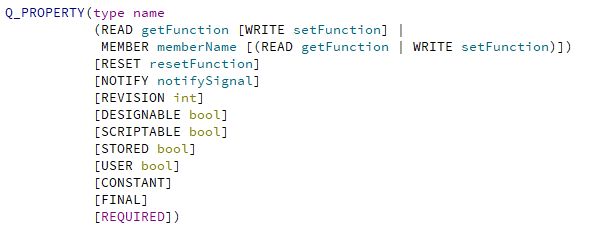 Q_PROPERTY(type name
(READ getFunction [WRITE setFunction] |
MEMBER memberName [(READ getFunction | WRITE setFunction)])
[RESET resetFunction]
[NOTIFY notifySignal]
[REVISION int]
[DESIGNABLE bool]
[SCRIPTABLE bool]
[STORED bool]
[USER bool]
[CONSTANT]
[FINAL]
[REQUIRED])